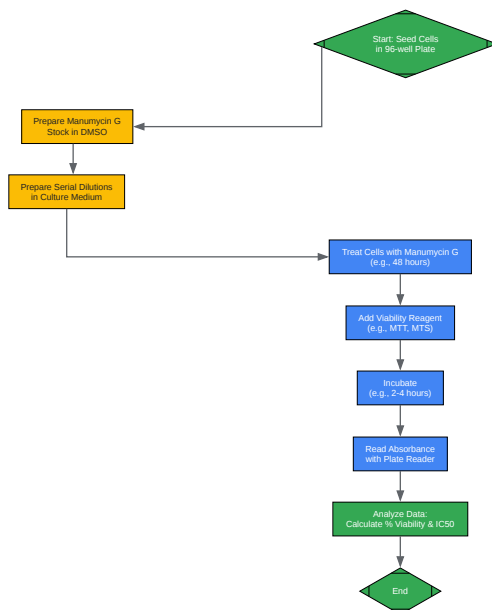 Start: Seed Cells
in 96-well Plate
Prepare Manumycin G
Stock in DMSO
Prepare Serial Dilutions
in Culture Medium
Treat Cells with Manumycin G
(e.g., 48 hours)
Add Viability Reagent
(e.g., MTT, MTS)
Incubate
(e.g., 2-4 hours)
Read Absorbance
with Plate Reader
Analyze Data:
Calculate % Viability & IC50
End